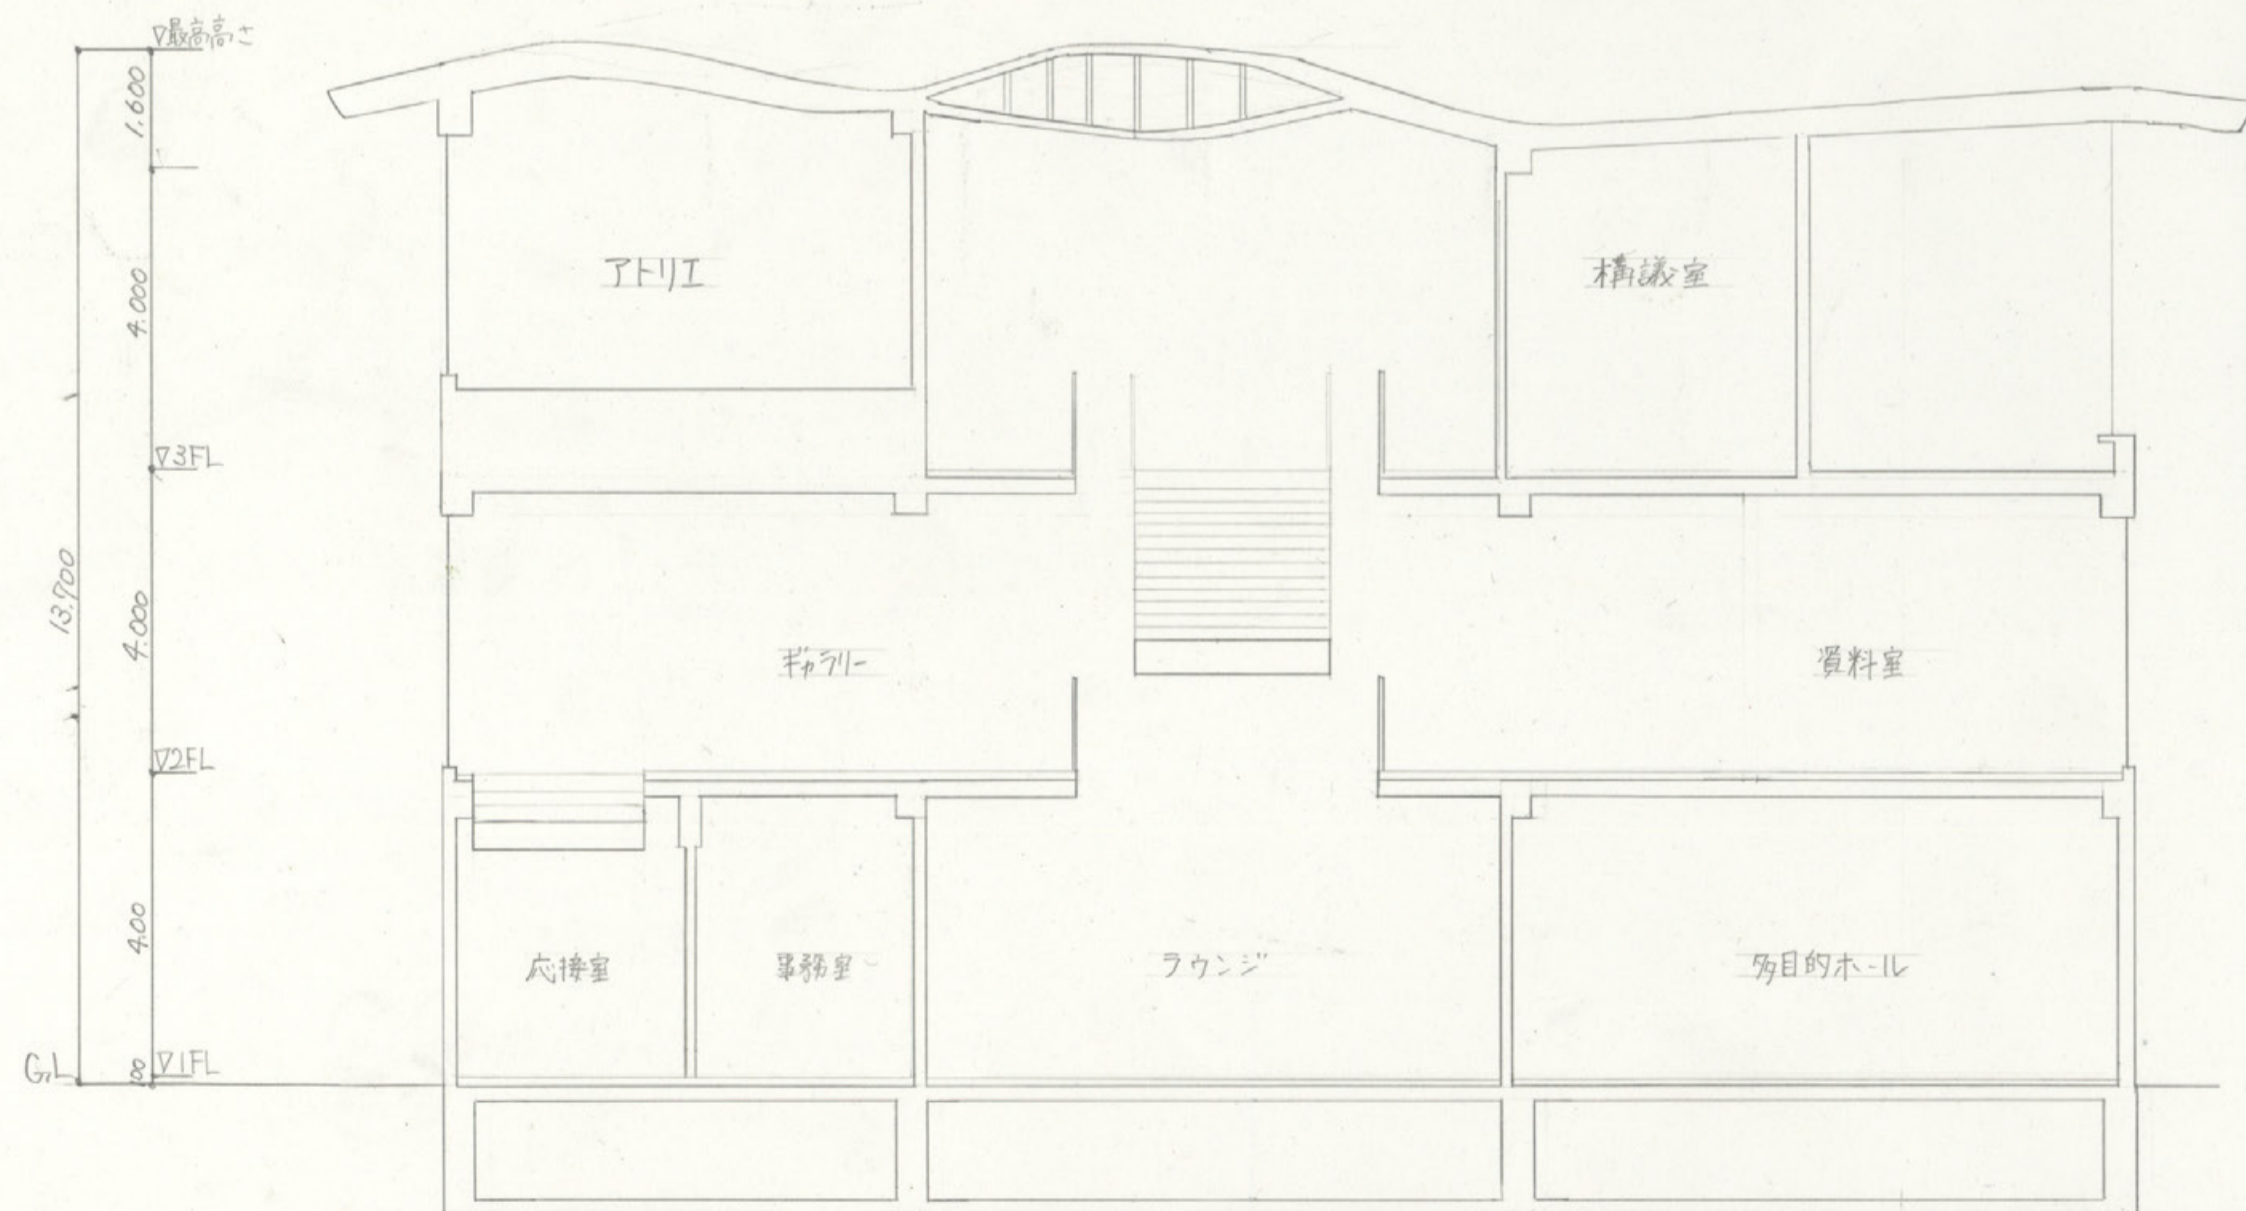 ▽最高高さ
1.600
4.000
アトリエ
構議室
▽3FL
13.700
4.000
ギャラリー
資料室
▽2FL
4.00
応接室
事務室
ラウンジ
多目的ホール
G.L
100
▽1FL